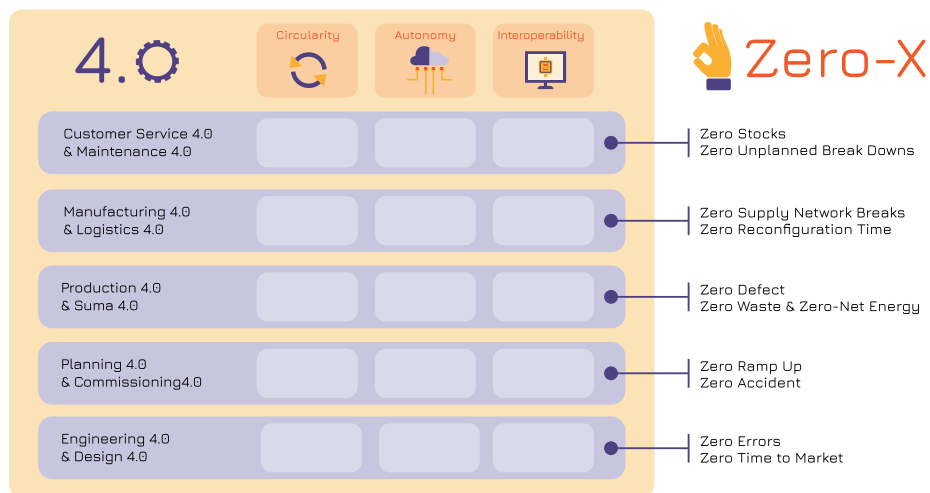 4.0
Circularity
Autonomy
Interoperability
Zero-X
Customer Service 4.0
& Maintenance 4.0
Zero Stocks
Zero Unplanned Break Downs
Manufacturing 4.0
& Logistics 4.0
Zero Supply Network Breaks
Zero Reconfiguration Time
Production 4.0
& Suma 4.0
Zero Defect
Zero Waste & Zero-Net Energy
Planning 4.0
& Commissioning4.0
Zero Ramp Up
Zero Accident
Engineering 4.0
& Design 4.0
Zero Errors
Zero Time to Market